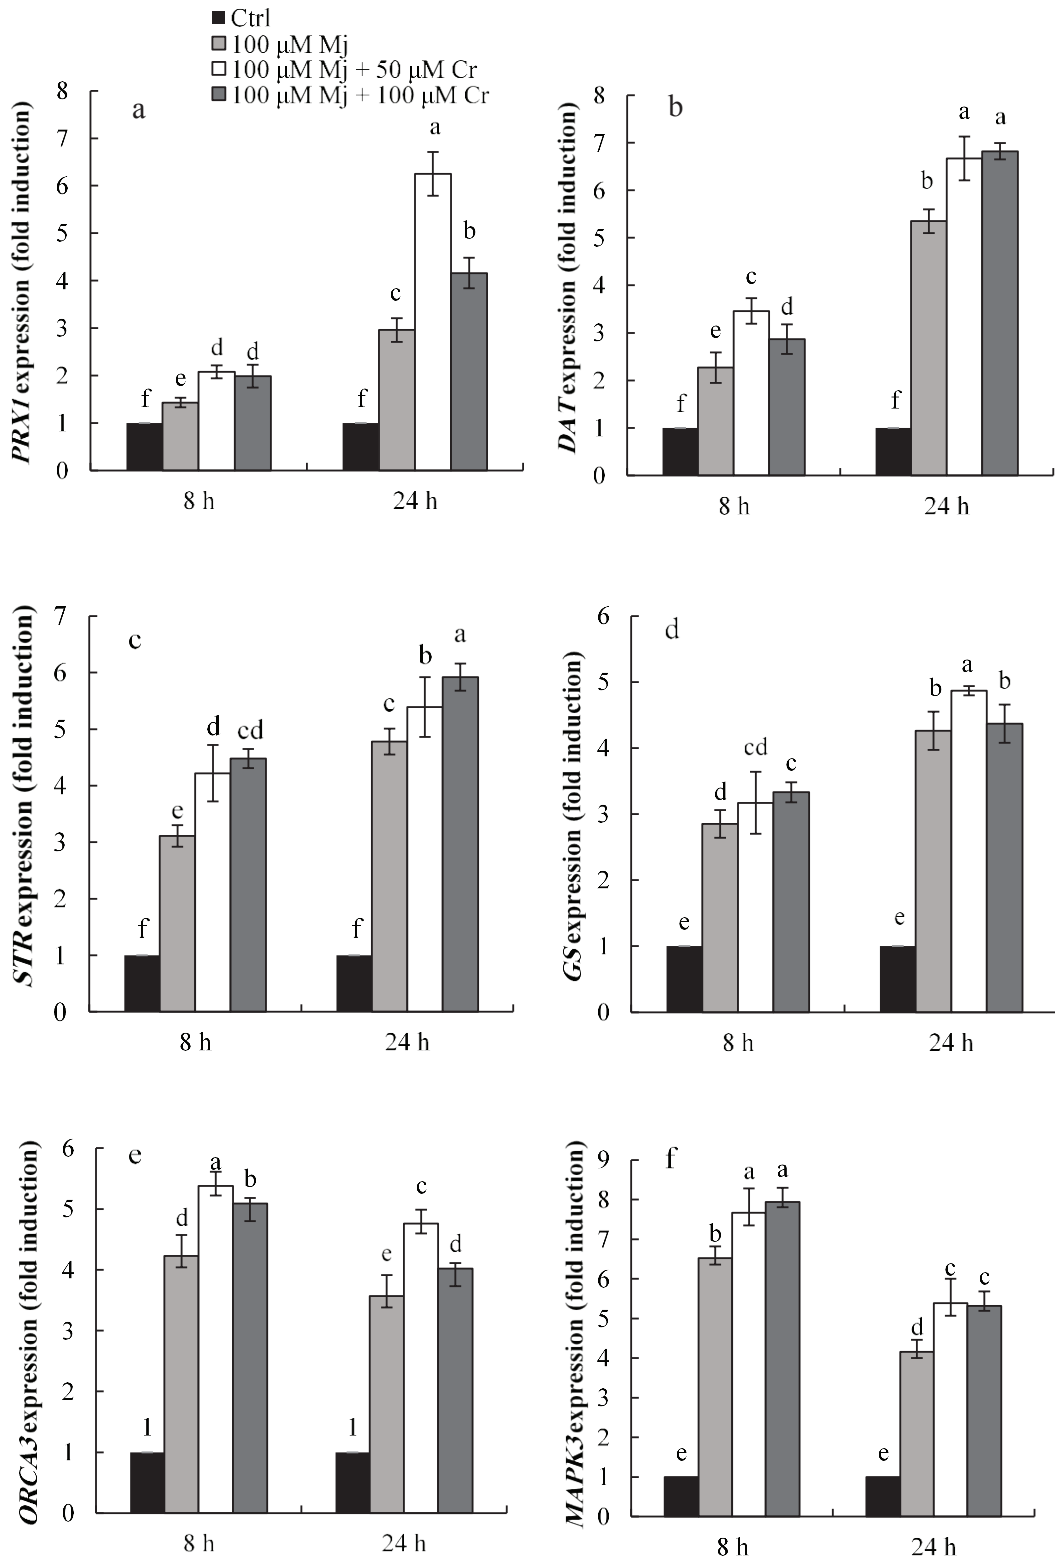 Ctrl
100 μM Mj
100 μM Mj + 50 μM Cr
100 μM Mj + 100 μM Cr
a
PRX1 expression (fold induction)
8
7
6
5
4
3
2
1
0
f
e
d
d
f
c
a
b
8 h
24 h
b
DAT expression (fold induction)
8
7
6
5
4
3
2
1
0
f
e
c
d
f
b
a
a
8 h
24 h
c
STR expression (fold induction)
7
6
5
4
3
2
1
0
f
e
d
cd
f
c
b
a
8 h
24 h
d
GS expression (fold induction)
6
5
4
3
2
1
0
e
d
cd
c
e
b
a
b
8 h
24 h
e
ORCA3 expression (fold induction)
6
5
4
3
2
1
0
1
d
a
b
1
e
c
d
8 h
24 h
f
MAPK3 expression (fold induction)
9
8
7
6
5
4
3
2
1
0
e
b
a
a
e
d
c
c
8 h
24 h